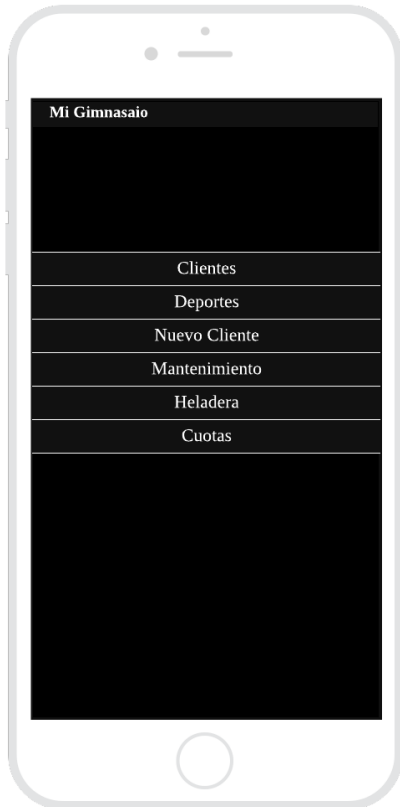 Mi Gimnasaio
Clientes
Deportes
Nuevo Cliente
Mantenimiento
Heladera
Cuotas